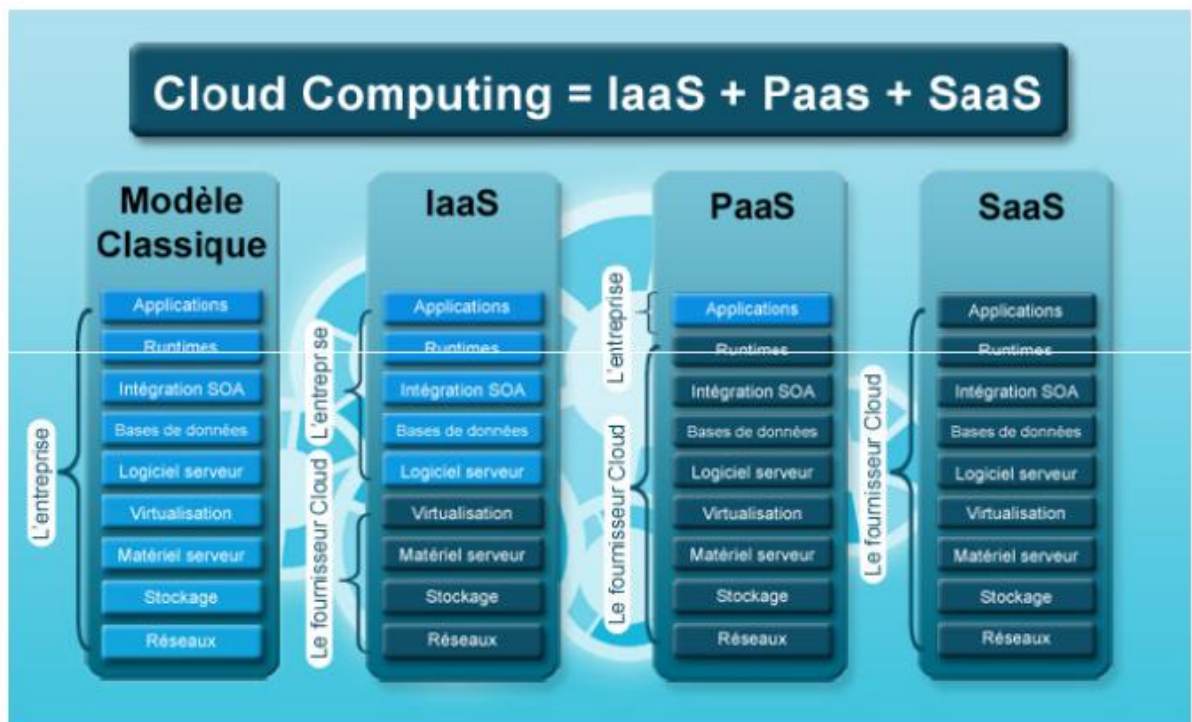 Cloud Computing = IaaS + Paas + SaaS
Modèle
Classique
L'entreprise
Applications
Runtimes
Intégration SOA
Bases de données
Logiciel serveur
Virtualisation
Matériel serveur
Stockage
Réseaux
IaaS
L'entreprise
Le fournisseur Cloud
Applications
Runtimes
Intégration SOA
Bases de données
Logiciel serveur
Virtualisation
Matériel serveur
Stockage
Réseaux
PaaS
L'entreprise
Le fournisseur Cloud
Applications
Runtimes
Intégration SOA
Bases de données
Logiciel serveur
Virtualisation
Matériel serveur
Stockage
Réseaux
SaaS
Le fournisseur Cloud
Applications
Runtimes
Intégration SOA
Bases de données
Logiciel serveur
Virtualisation
Matériel serveur
Stockage
Réseaux